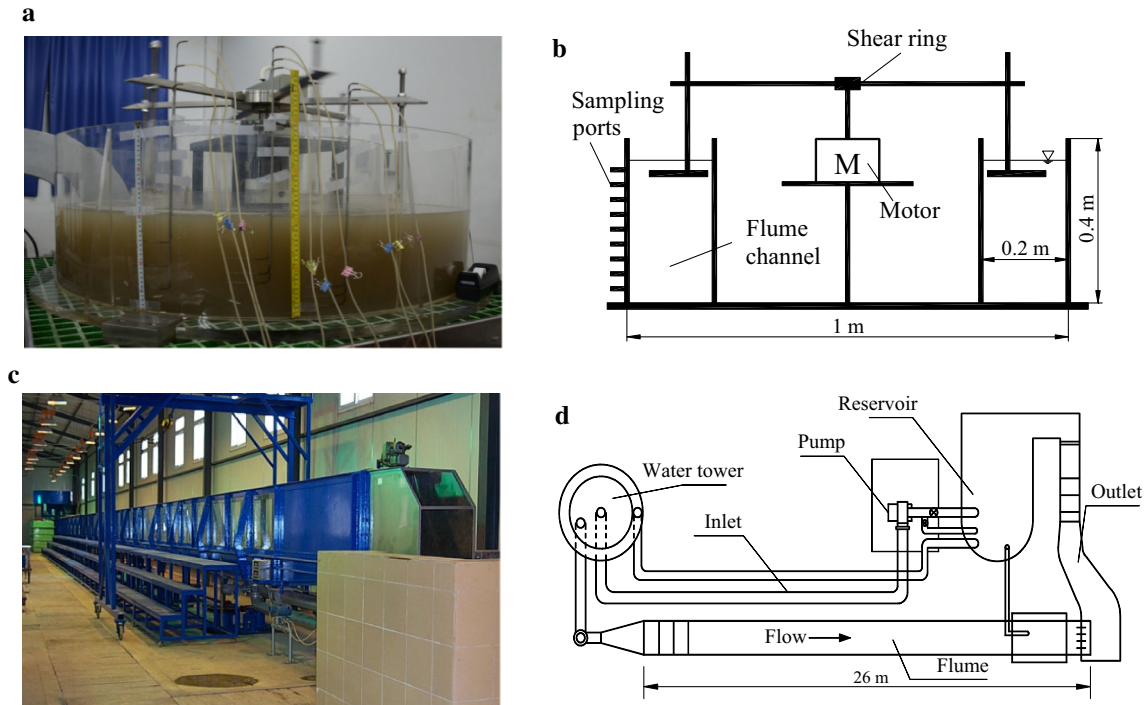 a
b
Shear ring
Sampling
ports
M
Motor
Flume
channel
0.2 m
0.4 m
1 m
c
d
Reservoir
Pump
Water tower
Outlet
Inlet
Flow
Flume
26 m